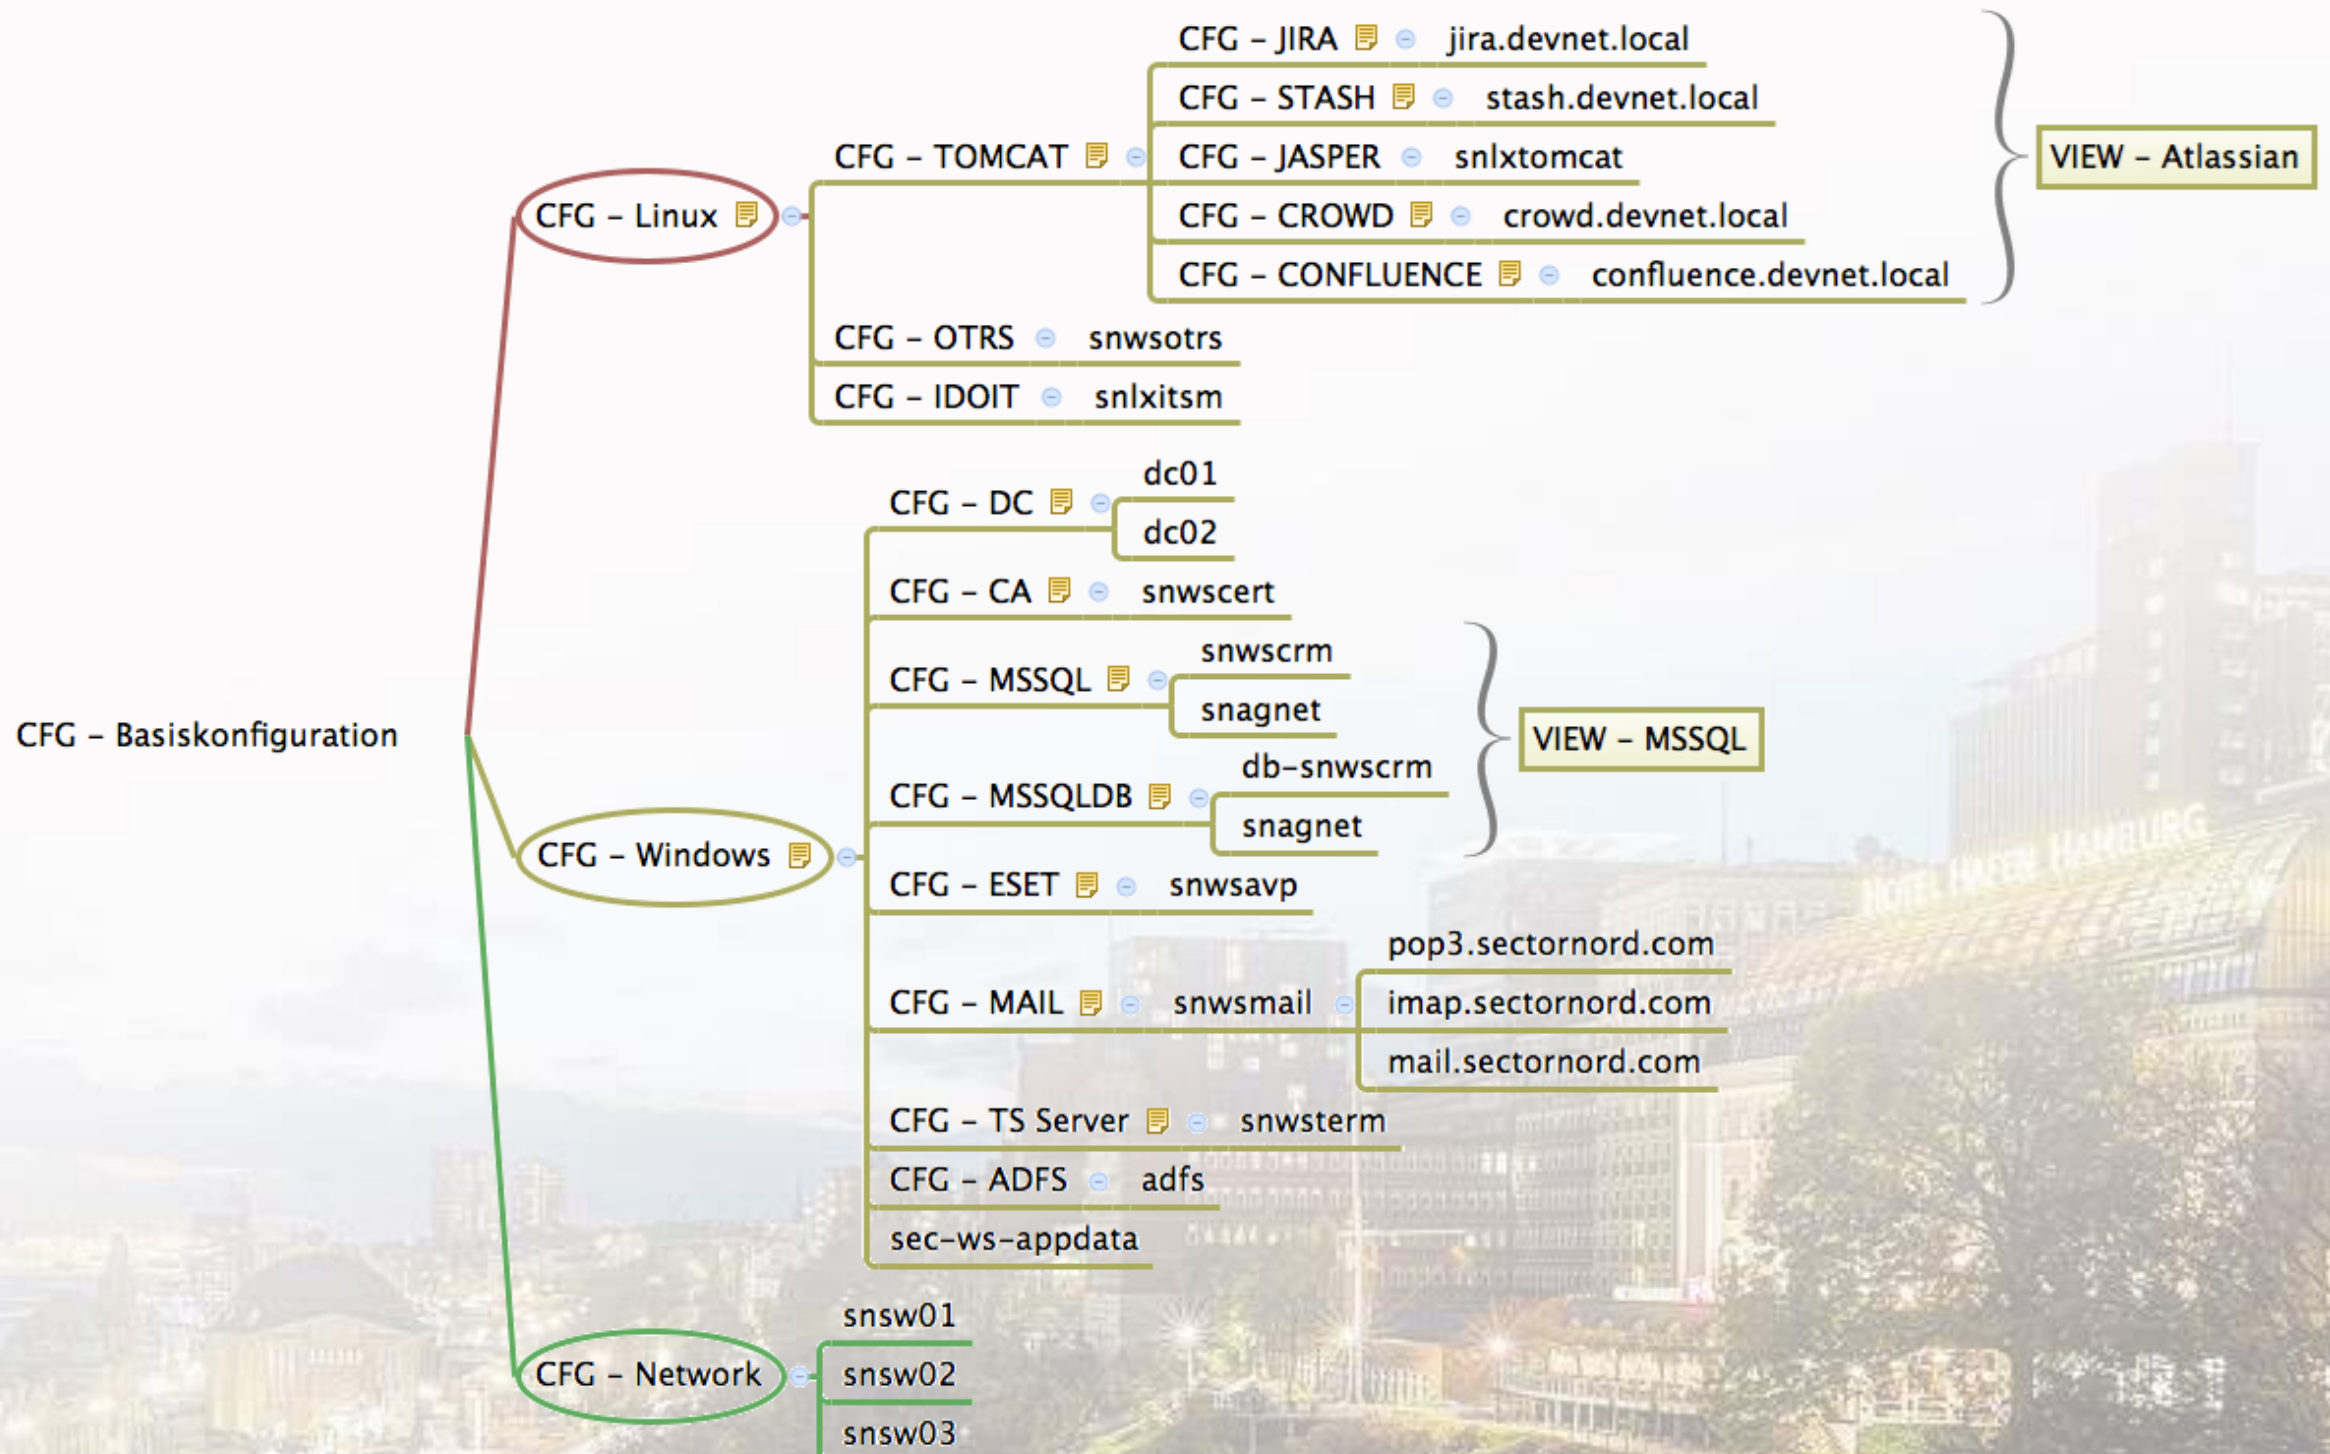 CFG – Basiskonfiguration
CFG – Linux
CFG – TOMCAT
CFG – JIRA
jira.devnet.local
CFG – STASH
stash.devnet.local
CFG – JASPER
snlxtomcat
CFG – CROWD
crowd.devnet.local
CFG – CONFLUENCE
confluence.devnet.local
VIEW – Atlassian
CFG – OTRS
snwsotrs
CFG – IDOIT
snlxitsm
CFG – Windows
CFG – DC
dc01
dc02
CFG – CA
snwscert
CFG – MSSQL
snwscrm
snagnet
CFG – MSSQLDB
db-snwscrm
snagnet
VIEW – MSSQL
CFG – ESET
snwsavp
CFG – MAIL
snwsmail
pop3.sectornord.com
imap.sectornord.com
mail.sectornord.com
CFG – TS Server
snwsterm
CFG – ADFS
adfs
sec-ws-appdata
CFG – Network
snsw01
snsw02
snsw03
HOTEL HAFEN HAMBURG